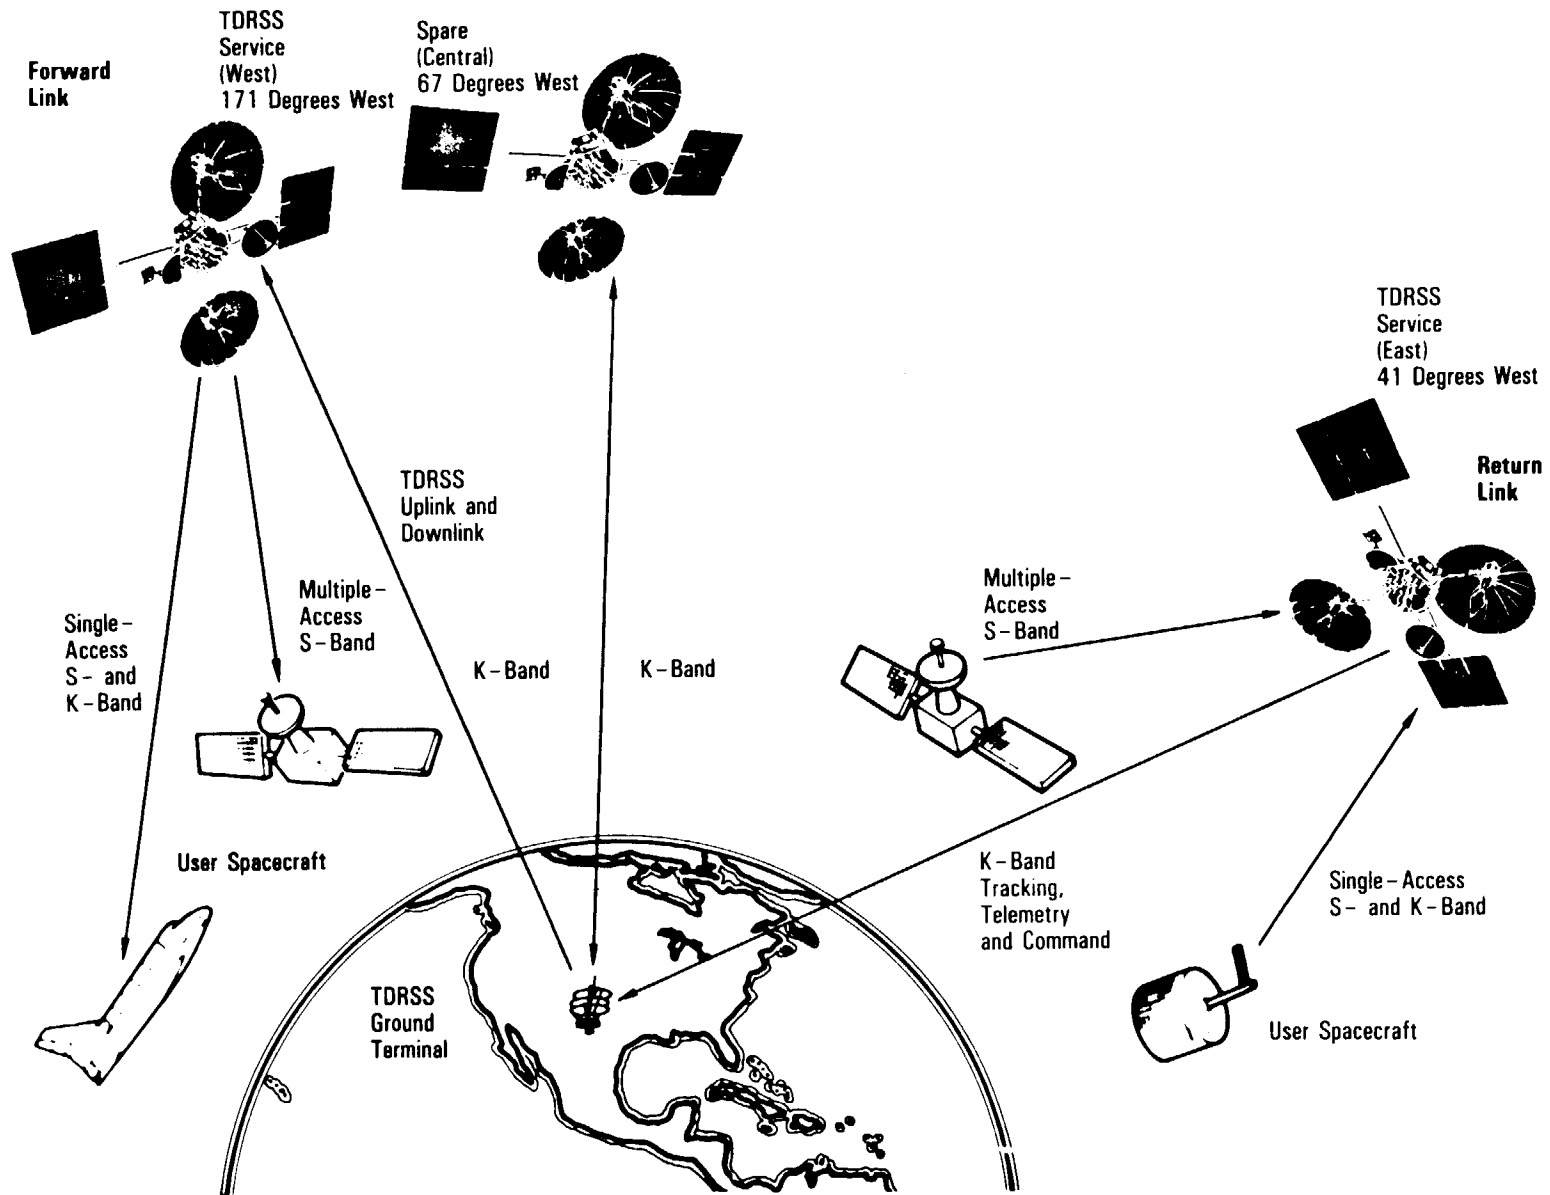 Forward
Link
TDRSS
Service
(West)
171 Degrees West
Spare
(Central)
67 Degrees West
TDRSS
Service
(East)
41 Degrees West
Return
Link
TDRSS
Uplink and
Downlink
Single-
Access
S- and
K-Band
Multiple-
Access
S-Band
K-Band
K-Band
Multiple-
Access
S-Band
User Spacecraft
K-Band
Tracking,
Telemetry
and Command
Single-Access
S- and K-Band
TDRSS
Ground
Terminal
User Spacecraft